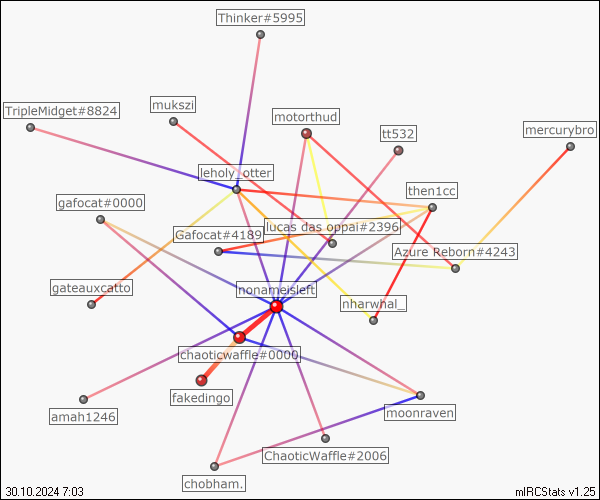 Thinker#5995
mukszi
TripleMidget#8824
motorthud
tt532
mercurybro
leholy_otter
then1cc
gafocat#0000
lucas das oppai#2396
Gafocat#4189
Azure Reborn#4243
gateauxcatto
nonameisleft
nharwhal_
chaoticwaffle#0000
fakedingo
amah1246
moonraven
ChaoticWaffle#2006
chobham.
30.10.2024 7:03
mIRCStats v1.25